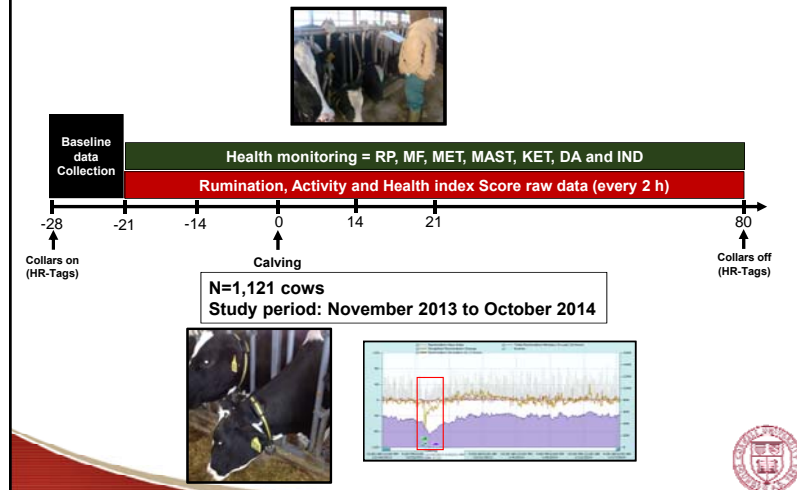 Baseline
data
Collection
Health monitoring = RP, MF, MET, MAST, KET, DA and IND
Rumination, Activity and Health index Score raw data (every 2 h)
-28 -21 -14 0 14 21 80
Collars on
(HR-Tags)
Calving
Collars off
(HR-Tags)
N=1,121 cows
Study period: November 2013 to October 2014